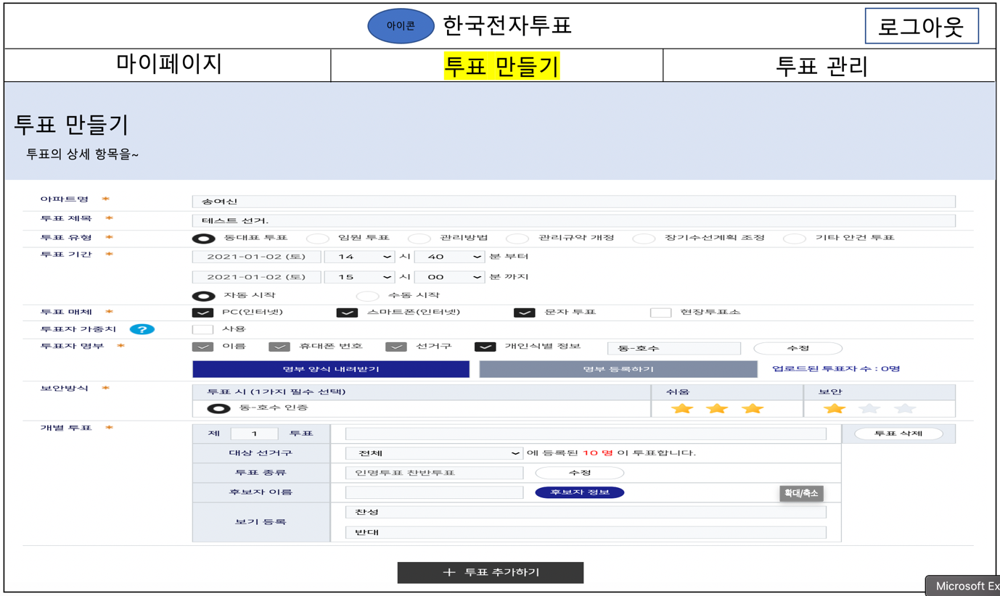 아이콘 한국전자투표 로그아웃
마이페이지 투표 만들기 투표 관리
투표 만들기
투표의 상세 항목을~
아파트명 * 송여신
투표 제목 * 테스트 선거.
투표 유형 * 동대표 투표 임원 투표 관리방법 관리규약 개정 장기수선계획 조정 기타 안건 투표
투표 기간 * 2021-01-02 (토) 14 시 40 분 부터
2021-01-02 (토) 15 시 00 분 까지
자동 시작 수동 시작
투표 매체 * PC(인터넷) 스마트폰(인터넷) 문자 투표 현장투표소
투표자 가중치 ? 사용
투표자 명부 * 이름 휴대폰 번호 선거구 개인식별 정보 동-호수 수정
명부 양식 내려받기 명부 등록하기 업로드된 투표자 수 : 0명
보안방식 * 투표 시 (1가지 필수 선택) 쉬움 보안
동-호수 인증
개별 투표 * 제 1 투표 투표 삭제
대상 선거구 전체 에 등록된 10 명 이 투표합니다.
투표 종류 인명투표 찬반투표 수정
후보자 이름 후보자 정보 확대/축소
보기 등록 찬성
반대
+ 투표 추가하기
Microsoft Ex